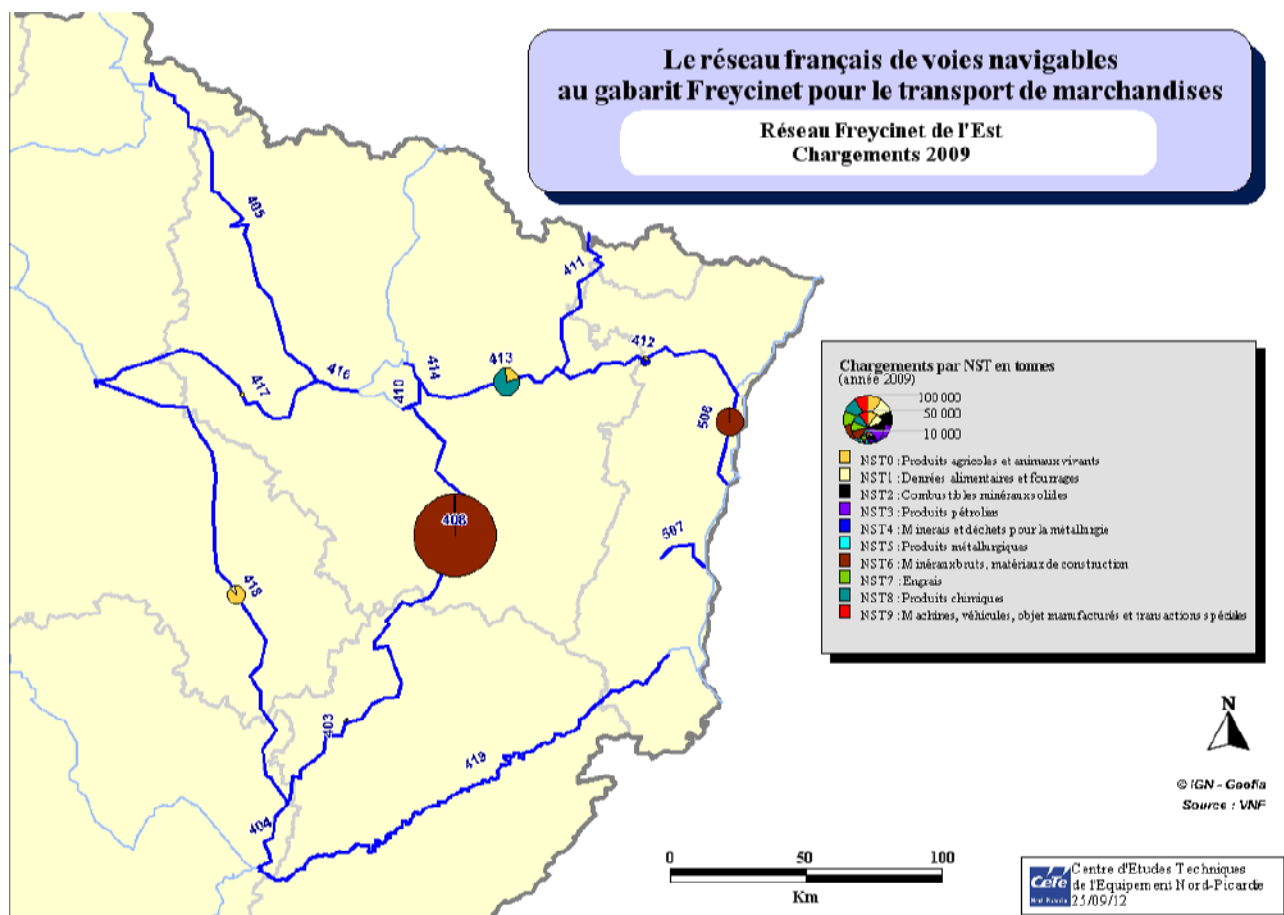 Le réseau français de voies navigables
au gabarit Freycinet pour le transport de marchandises
Réseau Freycinet de l'Est
Chargements 2009
405
411
412
413
414
410
416
417
506
408
507
418
403
419
404
Chargements par NST en tonnes
(année 2009)
100 000
50 000
10 000
NST0 : Produits agricoles et animaux vivants
NST1 : Denrées alimentaires et fourrages
NST2 : Combustibles minéraux solides
NST3 : Produits pétroliers
NST4 : Minerais et déchets pour la métallurgie
NST5 : Produits métallurgiques
NST6 : Minéraux bruts, matériaux de construction
NST7 : Engrais
NST8 : Produits chimiques
NST9 : Machines, véhicules, objet manufacturés et transactions spéciales
N
© IGN - Geofla
Source : VNF
0 50 100
Km
CeTe
Nord Picardie
Centre d'Etudes Techniques
de l'Equipement Nord-Picardie
25/09/12